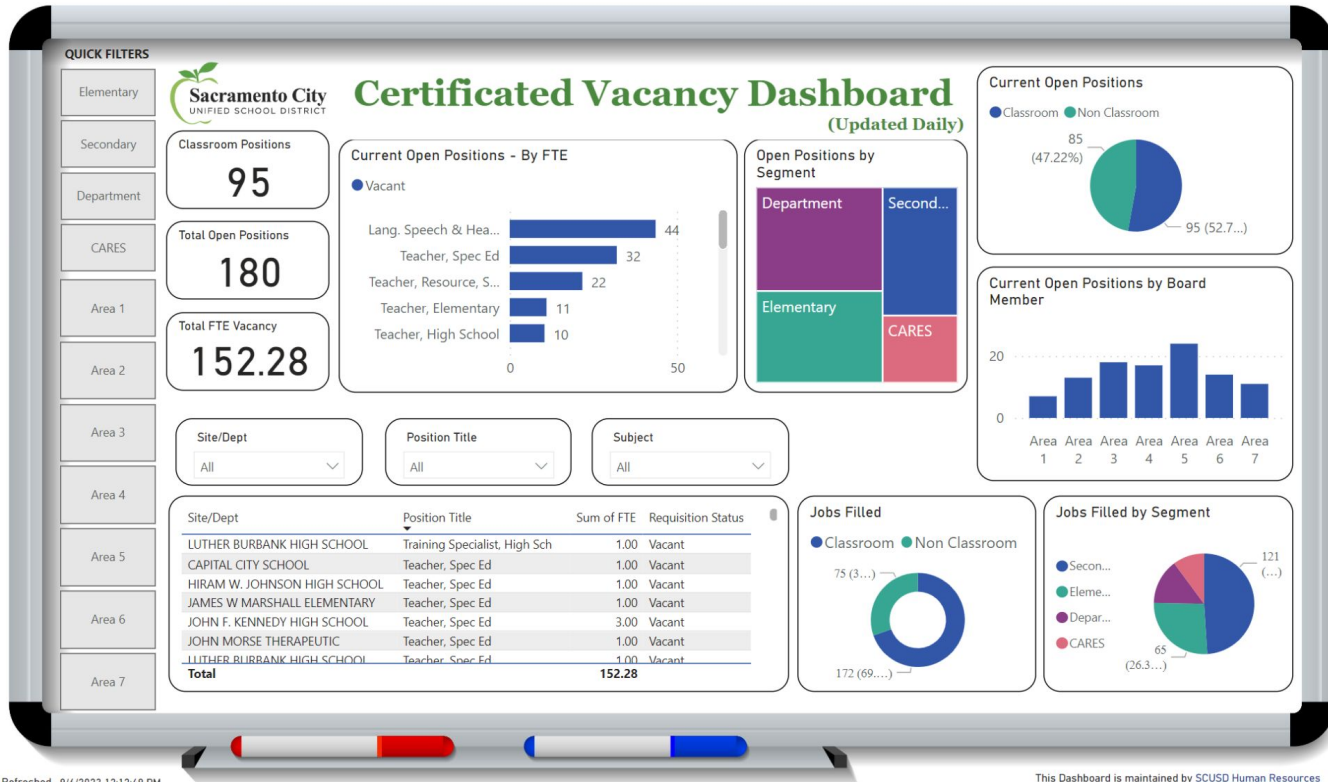 QUICK FILTERS
Elementary
Secondary
Department
CARES
Area 1
Area 2
Area 3
Area 4
Area 5
Area 6
Area 7
Sacramento City
UNIFIED SCHOOL DISTRICT
Certificated Vacancy Dashboard
(Updated Daily)
Classroom Positions
95
Total Open Positions
180
Total FTE Vacancy
152.28
Current Open Positions - By FTE
Vacant
Lang. Speech & Hea... 44
Teacher, Spec Ed 32
Teacher, Resource, S... 22
Teacher, Elementary 11
Teacher, High School 10
0 50
Open Positions by
Segment
Department
Second...
Elementary
CARES
Current Open Positions
Classroom Non Classroom
85
(47.22%)
95 (52.7...)
Current Open Positions by Board
Member
20
0
Area Area Area Area Area Area Area
1 2 3 4 5 6 7
Site/Dept
All
Position Title
All
Subject
All
Site/Dept Position Title Sum of FTE Requisition Status
LUTHER BURBANK HIGH SCHOOL Training Specialist, High Sch 1.00 Vacant
CAPITAL CITY SCHOOL Teacher, Spec Ed 1.00 Vacant
HIRAM W. JOHNSON HIGH SCHOOL Teacher, Spec Ed 1.00 Vacant
JAMES W MARSHALL ELEMENTARY Teacher, Spec Ed 1.00 Vacant
JOHN F. KENNEDY HIGH SCHOOL Teacher, Spec Ed 3.00 Vacant
JOHN MORSE THERAPEUTIC Teacher, Spec Ed 1.00 Vacant
LUTHER BURBANK HIGH SCHOOL Teacher, Spec Ed 1.00 Vacant
Total 152.28
Jobs Filled
Classroom Non Classroom
75 (3...)
172 (69....)
Jobs Filled by Segment
Secon...
Eleme...
Depar...
CARES
121
(...)
65
(26.3...)
This Dashboard is maintained by SCUSD Human Resources